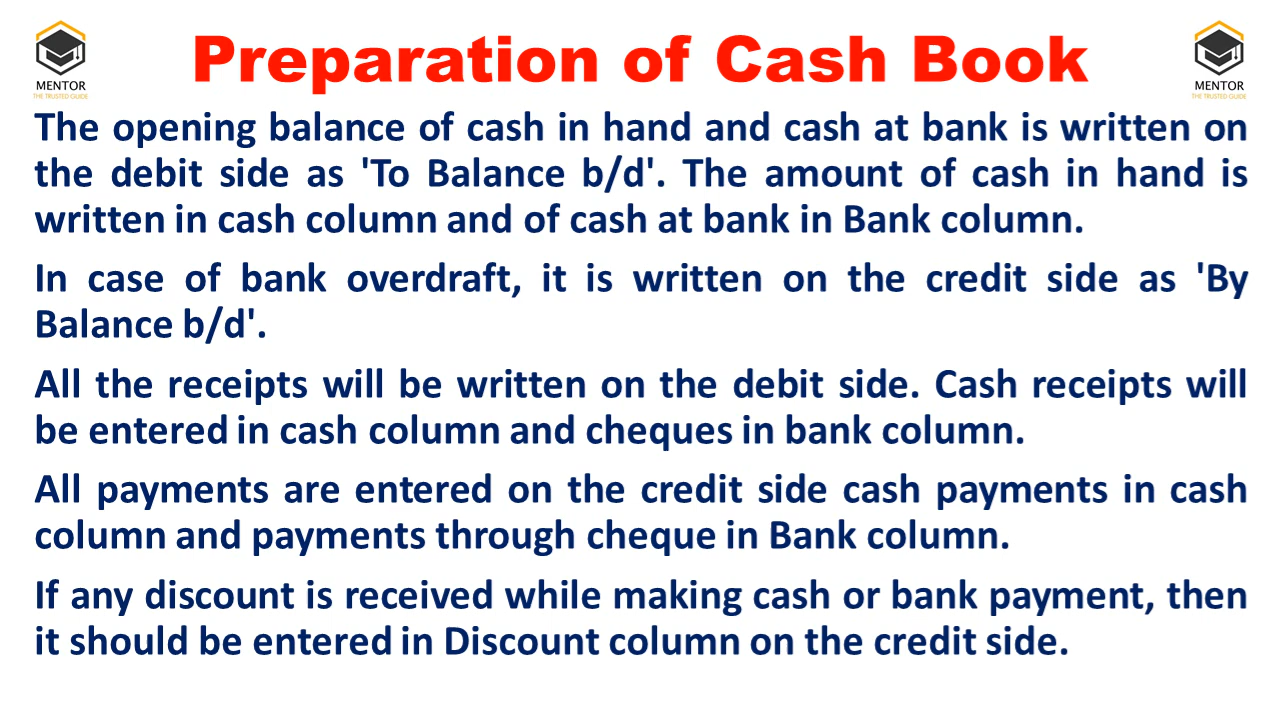 MENTOR
THE TRUSTED GUIDE
Preparation of Cash Book
MENTOR
THE TRUSTED GUIDE
The opening balance of cash in hand and cash at bank is written on
the debit side as 'To Balance b/d'. The amount of cash in hand is
written in cash column and of cash at bank in Bank column.
In case of bank overdraft, it is written on the credit side as 'By
Balance b/d'.
All the receipts will be written on the debit side. Cash receipts will
be entered in cash column and cheques in bank column.
All payments are entered on the credit side cash payments in cash
column and payments through cheque in Bank column.
If any discount is received while making cash or bank payment, then
it should be entered in Discount column on the credit side.